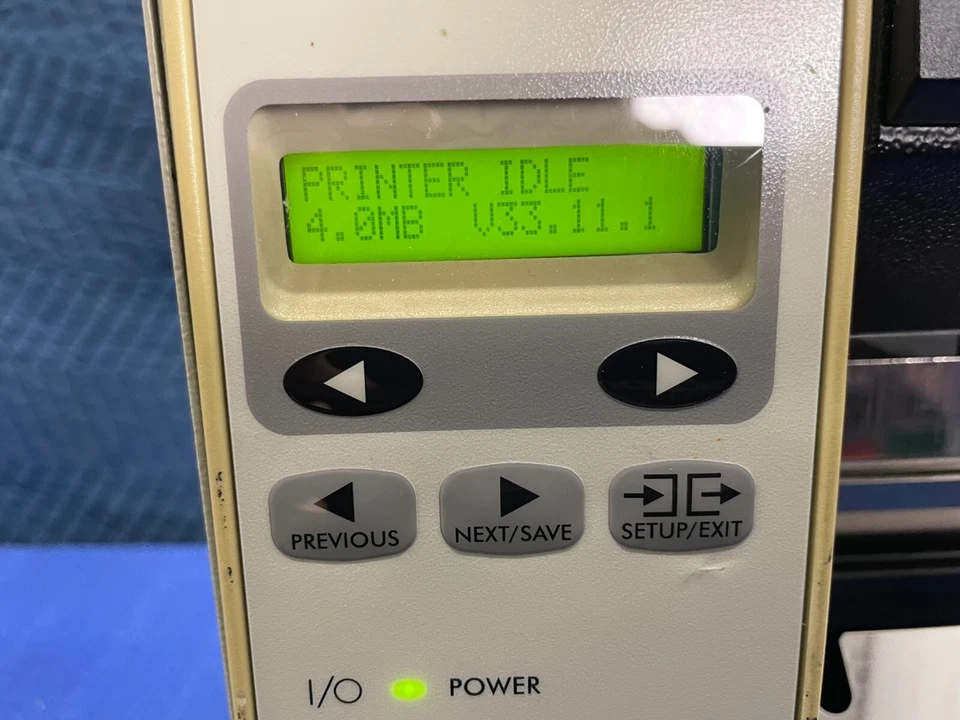 PRINTER IDLE
4.0MB V33.11.1
PREVIOUS
NEXT/SAVE
SETUP/EXIT
I/O POWER